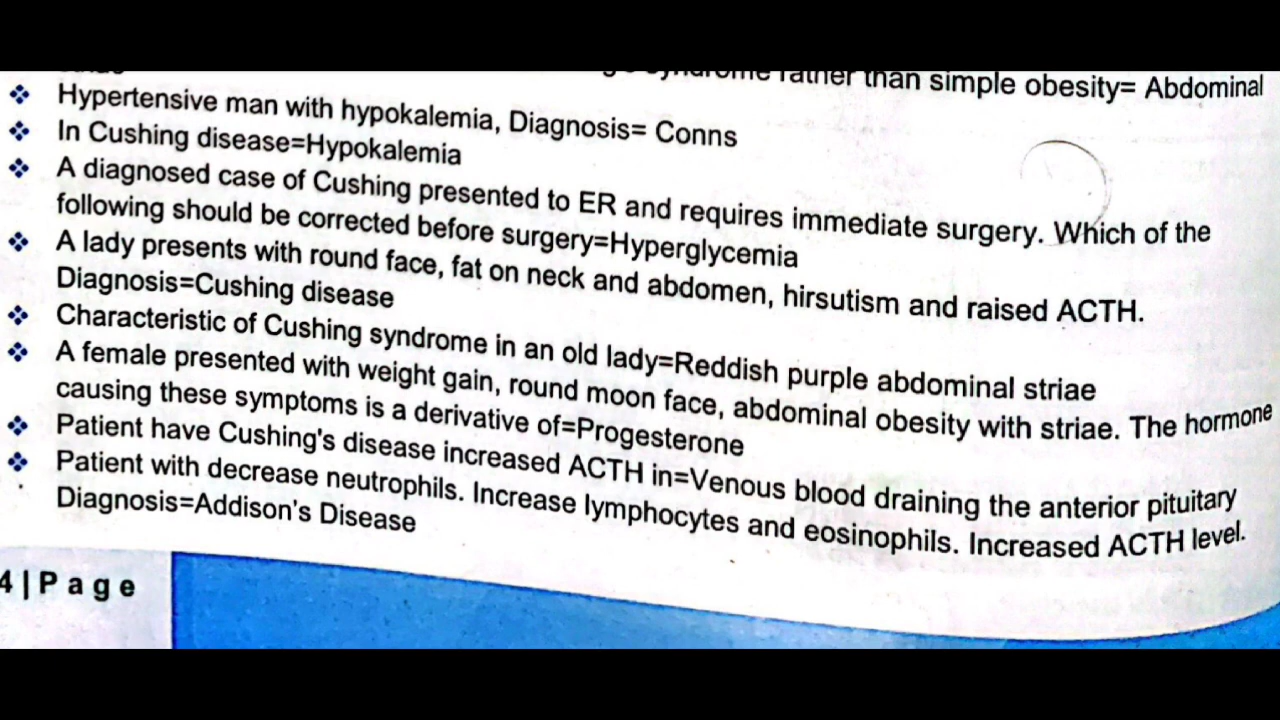 syndrome rather than simple obesity= Abdominal
❖ Hypertensive man with hypokalemia, Diagnosis= Conns
❖ In Cushing disease=Hypokalemia
❖ A diagnosed case of Cushing presented to ER and requires immediate surgery. Which of the
following should be corrected before surgery=Hyperglycemia
❖ A lady presents with round face, fat on neck and abdomen, hirsutism and raised ACTH.
Diagnosis=Cushing disease
❖ Characteristic of Cushing syndrome in an old lady=Reddish purple abdominal striae
❖ A female presented with weight gain, round moon face, abdominal obesity with striae. The hormone
causing these symptoms is a derivative of=Progesterone
❖ Patient have Cushing's disease increased ACTH in=Venous blood draining the anterior pituitary
❖ Patient with decrease neutrophils. Increase lymphocytes and eosinophils. Increased ACTH level.
Diagnosis=Addison's Disease
4|Page